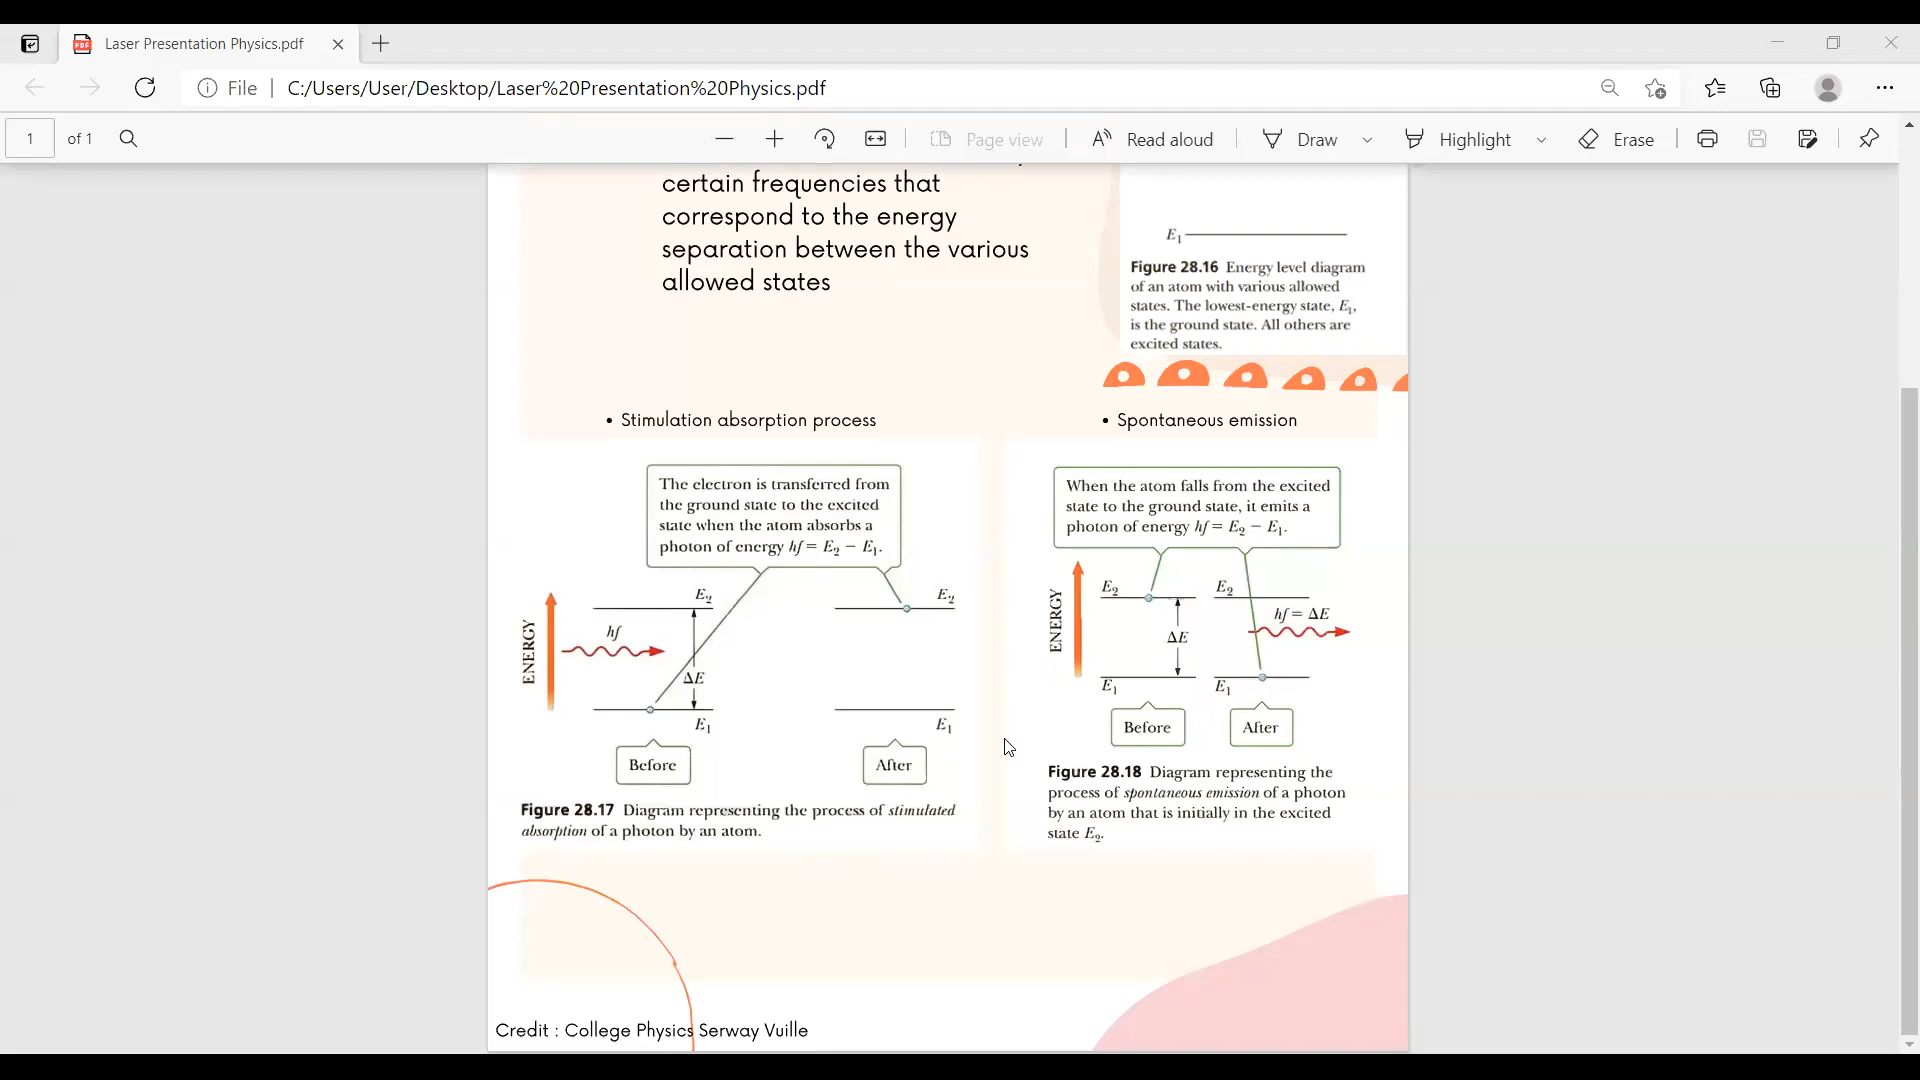 Laser Presentation Physics.pdf
File
C:/Users/User/Desktop/Laser%20Presentation%20Physics.pdf
1 of 1
Page view
Read aloud
Draw
Highlight
Erase
certain frequencies that
correspond to the energy
separation between the various
allowed states
E1
Figure 28.16 Energy level diagram
of an atom with various allowed
states. The lowest-energy state, E1,
is the ground state. All others are
excited states.
• Stimulation absorption process
The electron is transferred from
the ground state to the excited
state when the atom absorbs a
photon of energy hf = E2 − E1.
ENERGY
hf
E2
ΔE
E1
E2
E1
Before
After
Figure 28.17 Diagram representing the process of stimulated
absorption of a photon by an atom.
• Spontaneous emission
When the atom falls from the excited
state to the ground state, it emits a
photon of energy hf = E2 − E1.
ENERGY
E2
ΔE
E1
E2
hf = ΔE
E1
Before
After
Figure 28.18 Diagram representing the
process of spontaneous emission of a photon
by an atom that is initially in the excited
state E2.
Credit : College Physics Serway Vuille